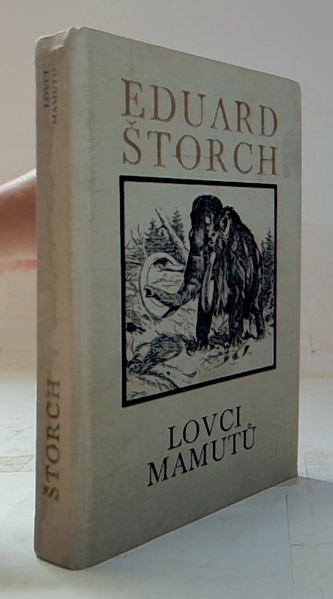 LOVCI
MAMUTŮ
ŠTORCH
EDUARD
ŠTORCH
LOVCI
MAMUTŮ